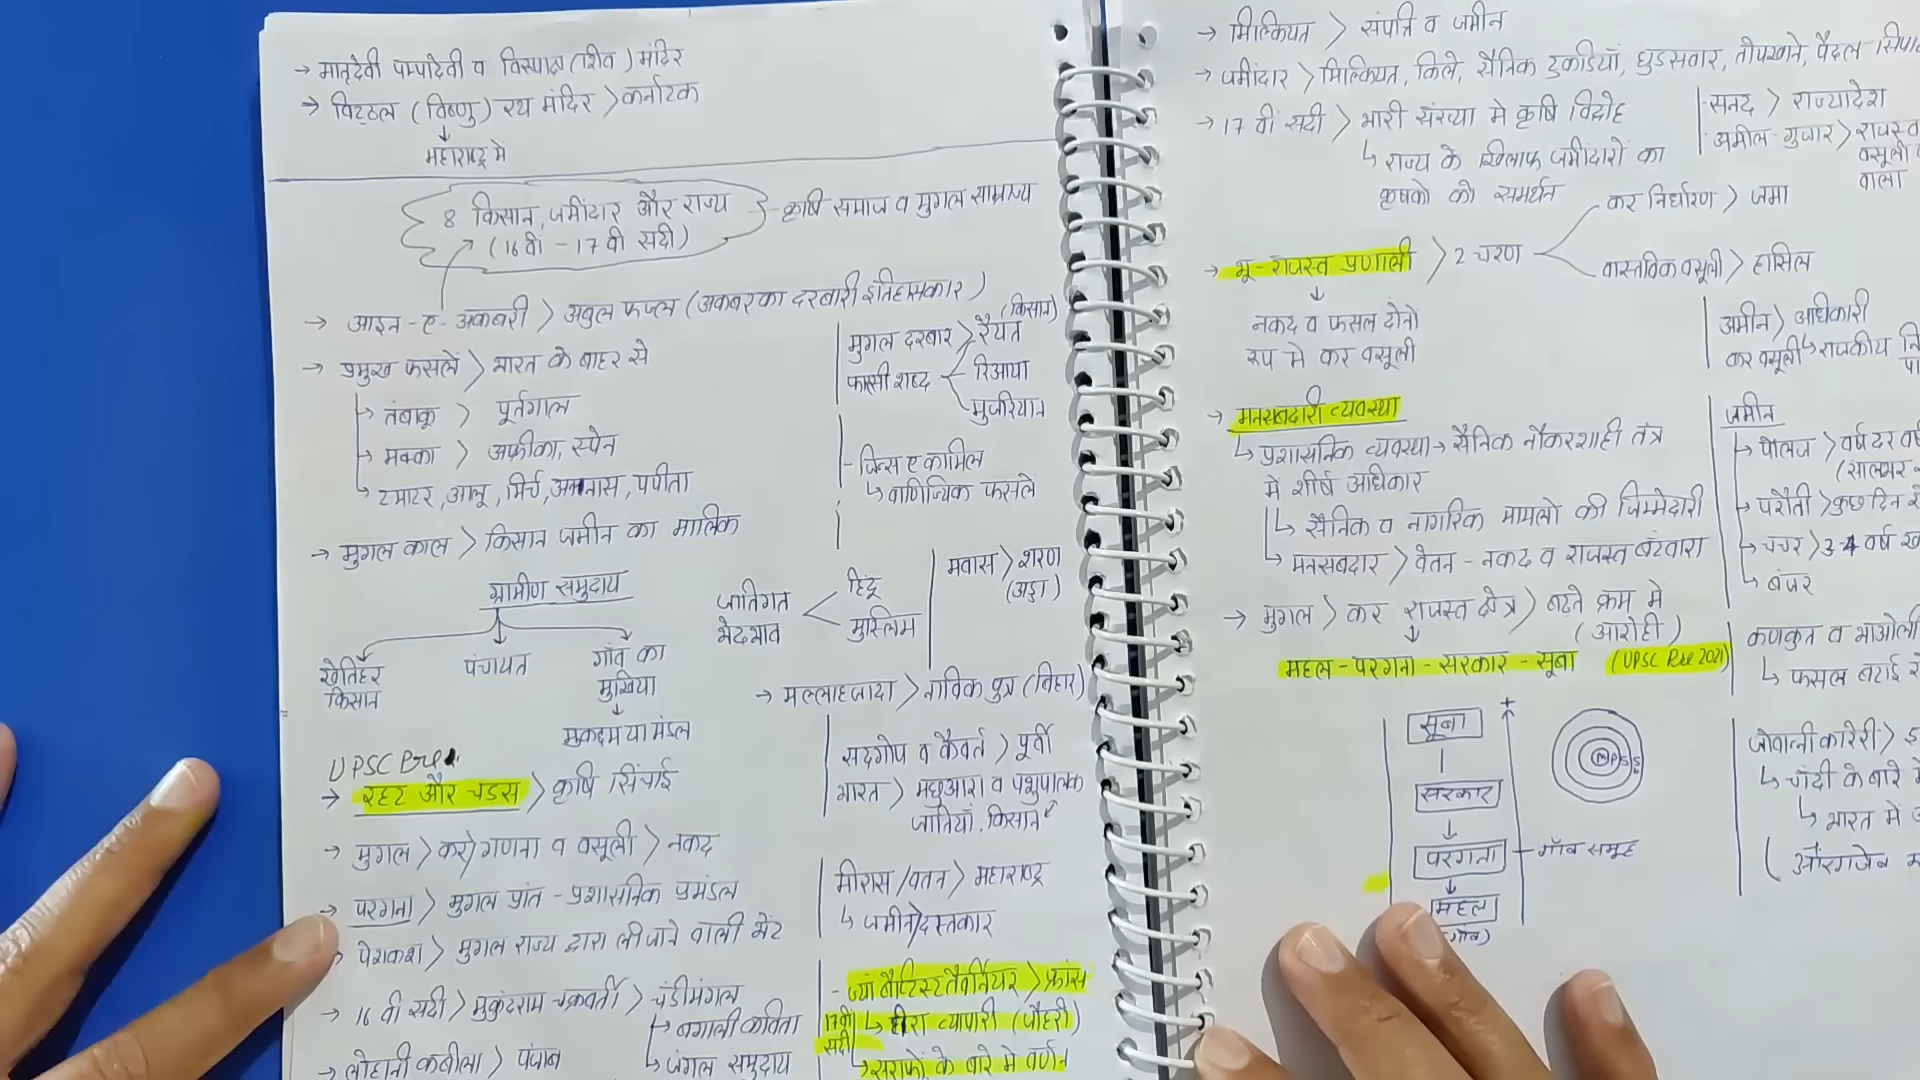 → मातृदेवी पम्पादेवी व विरूपाक्ष (शिव) मंदिर
→ विट्ठल (विष्णु) रथ मंदिर > कर्नाटक
↓
महाराष्ट्र मे
8 किसान, जमींदार और राज्य
(16वी - 17वी सदी)
कृषि समाज व मुगल साम्राज्य
→ आइन-ए-अकबरी > अबुल फज्ल (अकबर का दरबारी इतिहासकार)
→ प्रमुख फसलें > भारत के बाहर से
↳ तंबाकू > पूर्तगाल
↳ मक्का > अफ्रीका, स्पेन
↳ टमाटर, आलू, मिर्च, अनानास, पपीता
→ मुगल काल > किसान जमीन का मालिक
मुगल दरबार > रैयत (किसान)
फारसी शब्द
रिआया
मुजरियान
- जिन्स ए कामिल
↳ वाणिज्यिक फसलें
ग्रामीण समुदाय
खेतिहर किसान
पंचायत
गाँव का मुखिया
↓
मुकद्दम या मंडल
जातिगत भेदभाव < हिंदू
मुस्लिम
मवास > शरण
(अड्डा)
→ मल्लाहजादा > नाविक पुत्र (बिहार)
UPSC Pre.
→ रहट और चडस > कृषि सिंचाई
सदगोप व कैवर्त > पूर्वी
भारत > मछुआरा व पशुपालक
जातियाँ, किसान
→ मुगल > कर > गणना व वसूली > नकद
→ परगना > मुगल प्रांत - प्रशासनिक प्रमंडल
→ पेशकश > मुगल राज्य द्वारा ली जाने वाली भेंट
मीरास / वतन > महाराष्ट्र
↳ जमीन/दस्तकार
→ 16 वी सदी > मुकुंदराम चक्रवर्ती > चंडीमंगल
↳ बंगाली कविता
→ लोहानी कबीला > पंजाब
↳ जंगल समुदाय
- ज्यां बैप्टिस्ट तैवर्नियर > फ्रांस
17वी सदी
↳ हीरा व्यापारी (जौहरी)
↳ सराफों के बारे मे वर्णन
→ मिल्कियत > संपत्ति व जमीन
→ जमींदार > मिल्कियत, किले, सैनिक टुकडियाँ, घुडसवार, तोपखाने, पैदल-
→ 17 वीं सदी > भारी संख्या मे कृषि विद्रोह
↳ राज्य के खिलाफ जमींदारों का
कृषको को समर्थन
सनद > राज्यादेश
अमील-गुजार > राजस्व
वसूली
वाला
→ भू-राजस्व प्रणाली > 2 चरण
कर निर्धारण > जमा
वास्तविक वसूली > हासिल
↓
नकद व फसल दोनों
रूप मे कर वसूली
अमीन > अधिकारी
कर वसूली ↳ राजकीय
→ मनसबदारी व्यवस्था
↳ प्रशासनिक व्यवस्था → सैनिक नौकरशाही तंत्र
मे शीर्ष अधिकार
↳ सैनिक व नागरिक मामलो की जिम्मेदारी
↳ मनसबदार > वेतन - नकद व राजस्व बंटवारा
जमीन
↳ पोलज > वर्ष दर वर्ष
(सालभर
↳ परौती > कुछ दिन
↳ चचर > 3-4 वर्ष
↳ बंजर
→ मुगल > कर राजस्व क्षेत्र > बढते क्रम मे
(आरोही)
↓
महल - परगना - सरकार - सूबा (UPSC Pre 2021)
कणकुत व भाओली
↳ फसल बटाई
सूबा
सरकार
↓
परगना - गाँव समूह
↓
महल
(गाँव)
+
M P S S
जोवानी कारेरी >
↳ चाँदी के बारे मे
↳ भारत में
( औरंगजेब